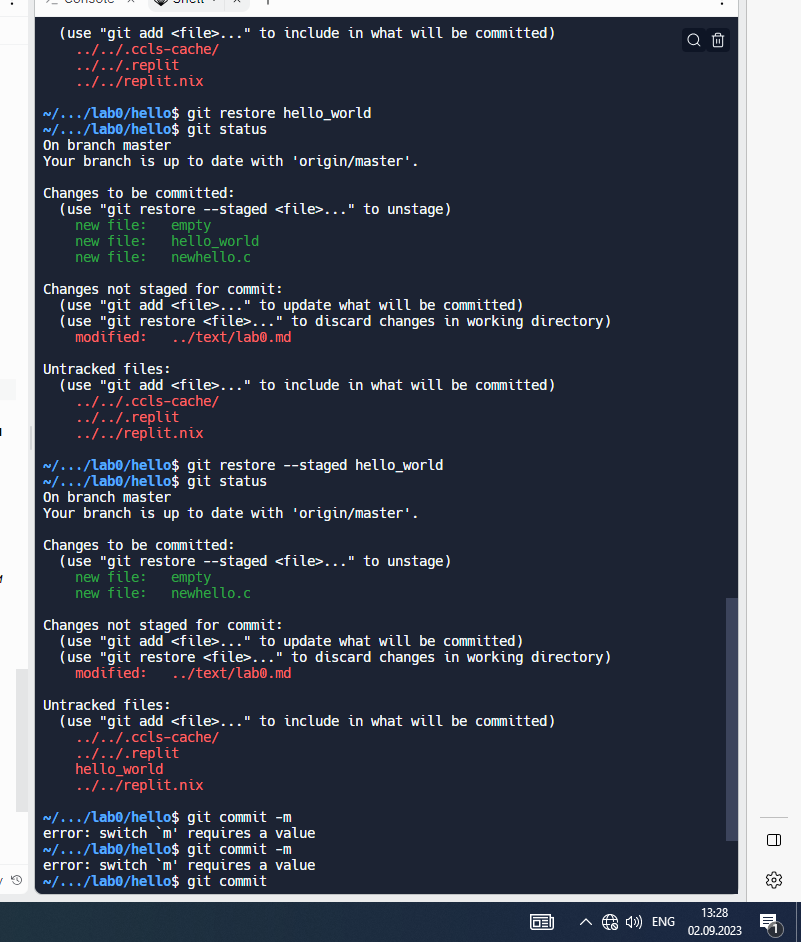 Console
Shell
(use "git add <file>..." to include in what will be committed)
../../.ccls-cache/
../../.replit
../../replit.nix
~/.../lab0/hello$ git restore hello_world
~/.../lab0/hello$ git status
On branch master
Your branch is up to date with 'origin/master'.
Changes to be committed:
(use "git restore --staged <file>..." to unstage)
new file:   empty
new file:   hello_world
new file:   newhello.c
Changes not staged for commit:
(use "git add <file>..." to update what will be committed)
(use "git restore <file>..." to discard changes in working directory)
modified:   ../text/lab0.md
Untracked files:
(use "git add <file>..." to include in what will be committed)
../../.ccls-cache/
../../.replit
../../replit.nix
~/.../lab0/hello$ git restore --staged hello_world
~/.../lab0/hello$ git status
On branch master
Your branch is up to date with 'origin/master'.
Changes to be committed:
(use "git restore --staged <file>..." to unstage)
new file:   empty
new file:   newhello.c
Changes not staged for commit:
(use "git add <file>..." to update what will be committed)
(use "git restore <file>..." to discard changes in working directory)
modified:   ../text/lab0.md
Untracked files:
(use "git add <file>..." to include in what will be committed)
../../.ccls-cache/
../../.replit
hello_world
../../replit.nix
~/.../lab0/hello$ git commit -m
error: switch `m' requires a value
~/.../lab0/hello$ git commit -m
error: switch `m' requires a value
~/.../lab0/hello$ git commit
ENG
13:28
02.09.2023
1